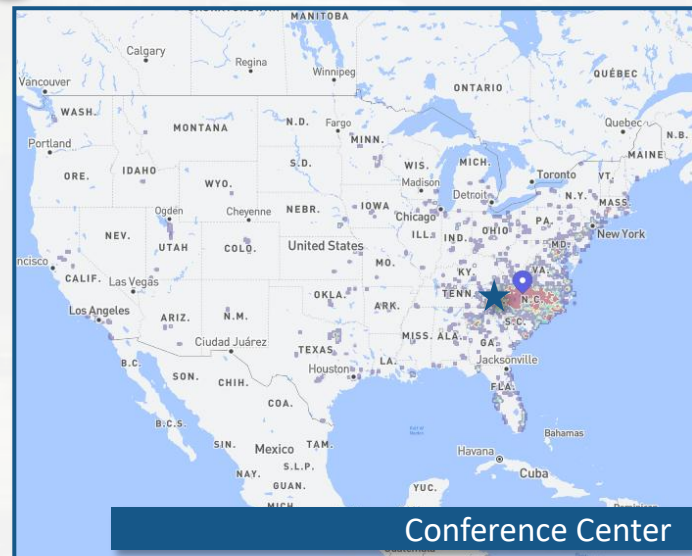 MANITOBA
Calgary
Regina
Vancouver
Winnipeg
ONTARIO
QUÉBEC
WASH.
MONTANA
N.D.
Fargo
MINN.
Quebec
N.B.
Portland
MAINE
ORE.
IDAHO
S.D.
WIS.
MICH.
Toronto
VT.
WYO.
Madison
Detroit
N.Y.
MASS.
Ogden
Cheyenne
NEBR.
IOWA
Chicago
PA.
NEV.
UTAH
COLO.
United States
ILL.
IND.
OHIO
New York
MD.
ncisco
CALIF.
Las Vegas
MO.
KY.
VA.
Los Angeles
ARIZ.
N.M.
OKLA.
ARK.
TENN.
N.C.
S.C.
Ciudad Juárez
MISS.
ALA.
GA.
B.C.
TEXAS
LA.
Jacksonville
SON.
CHIH.
Houston
FLA.
COA.
B.C.S.
Bahamas
SIN.
Mexico
TAM.
Havana
NAY.
S.L.P.
Cuba
GUAN.
YUC.
MICH.
Conference Center